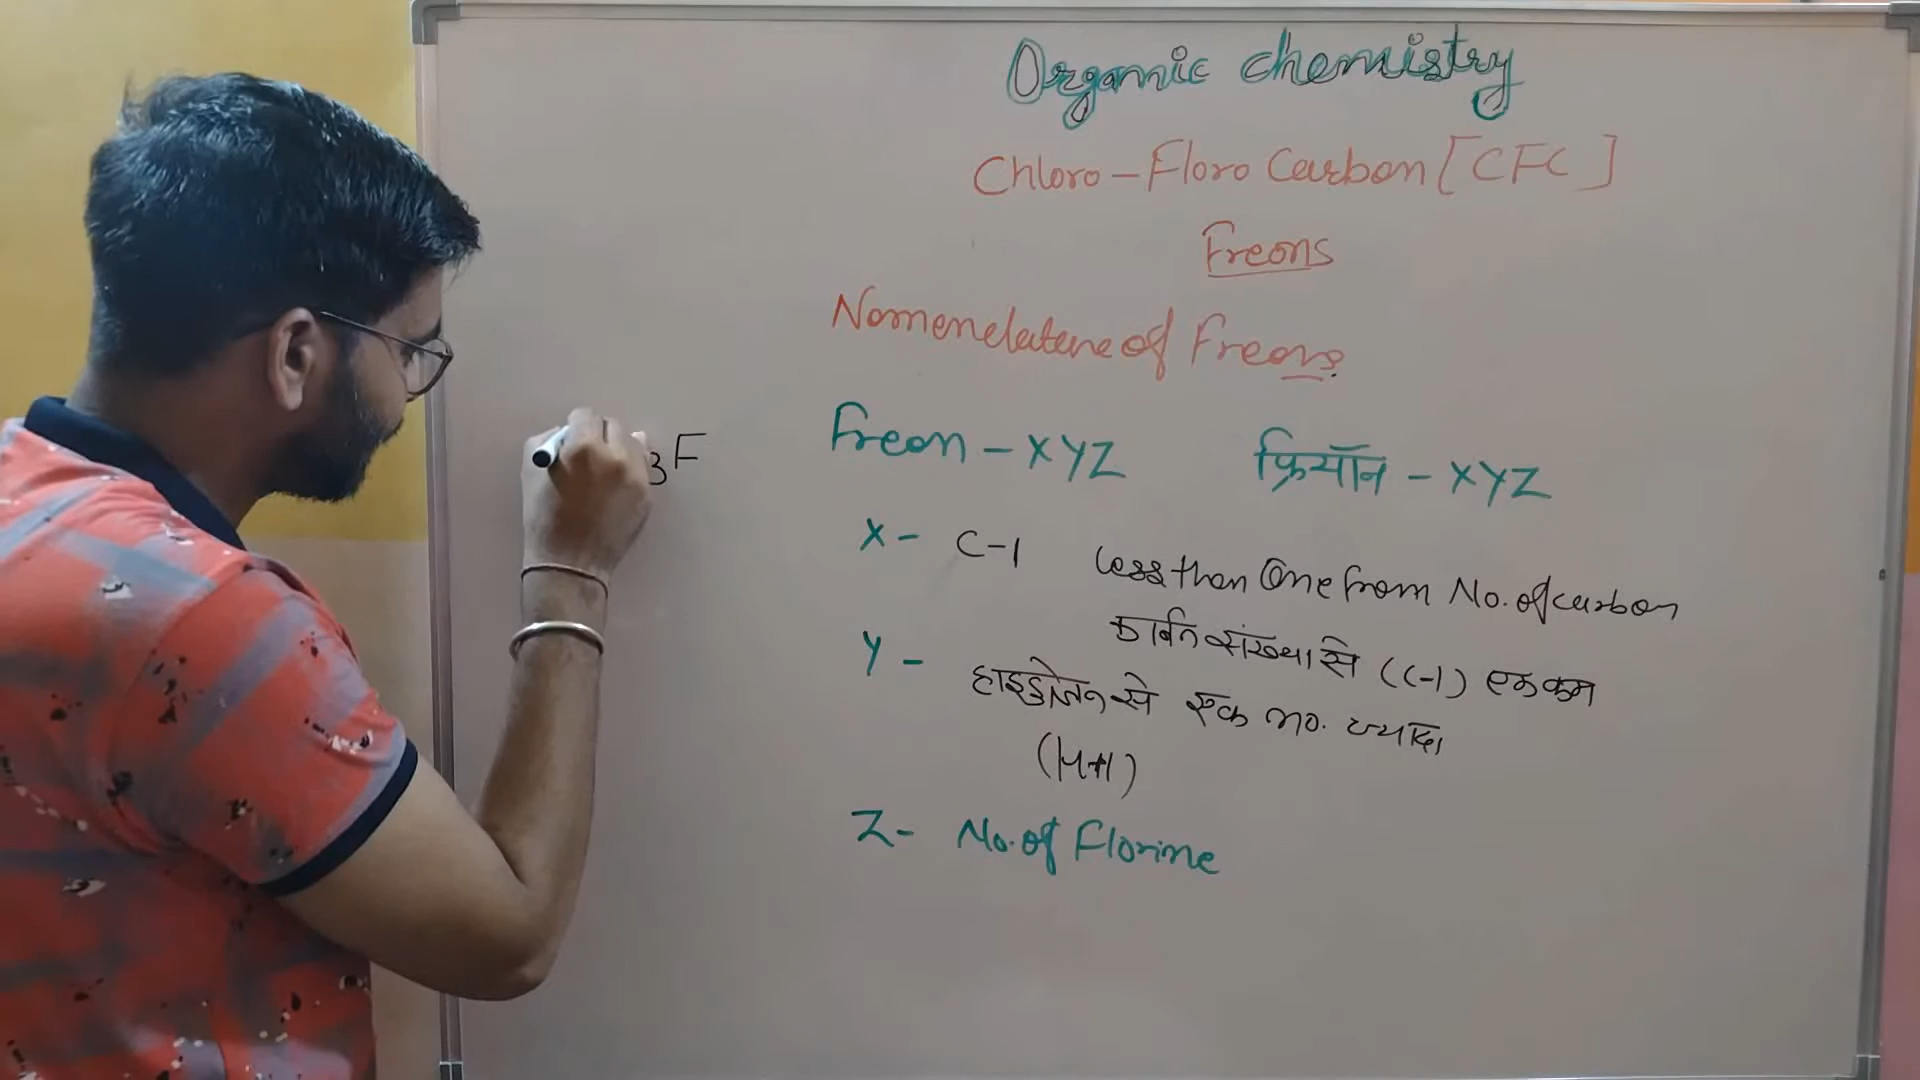 Organic chemistry
Chloro-Floro Carbon [CFC]
Freons
Nomenclatene of Freons
Freon - XYZ फ्रियॉन - XYZ
3F
X- C-1 less than One from No. of carbon
कार्बन संख्या से (C-1) एक कम
Y - हाइड्रोजन से एक no. ज्यादा
(H+1)
Z- No. of Florine